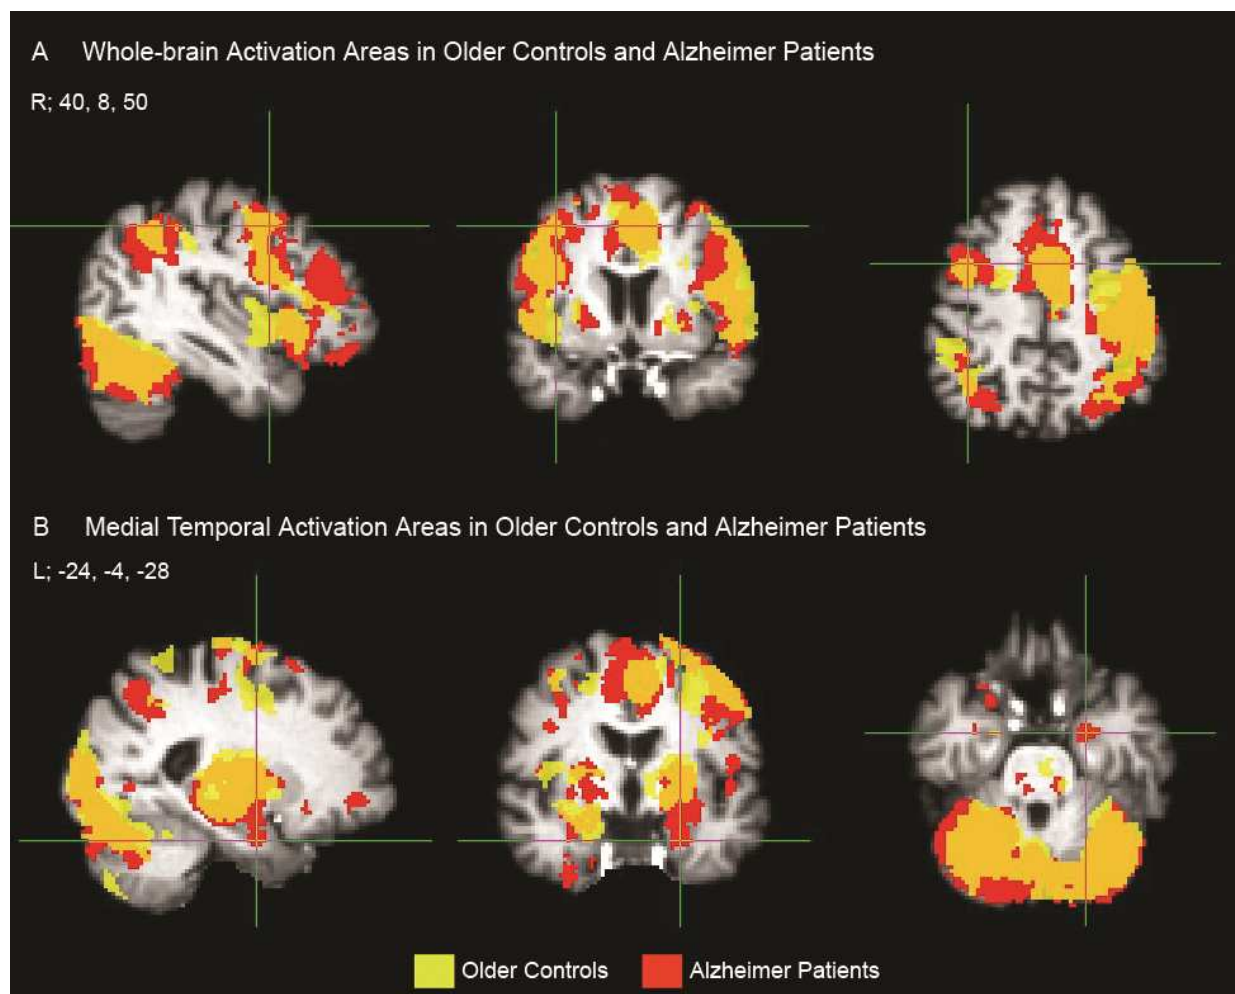 A Whole-brain Activation Areas in Older Controls and Alzheimer Patients
R; 40, 8, 50
B Medial Temporal Activation Areas in Older Controls and Alzheimer Patients
L; -24, -4, -28
Older Controls Alzheimer Patients